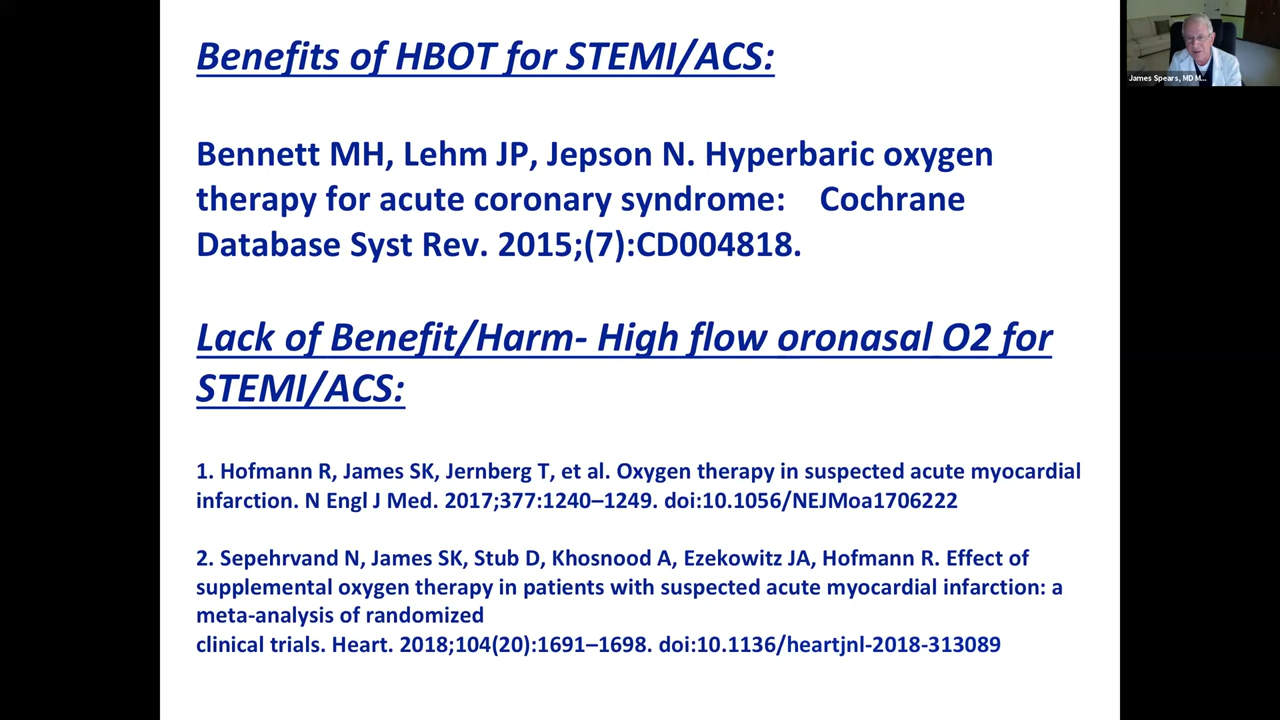 Benefits of HBOT for STEMI/ACS:
Bennett MH, Lehm JP, Jepson N. Hyperbaric oxygen
therapy for acute coronary syndrome: Cochrane
Database Syst Rev. 2015;(7):CD004818.
Lack of Benefit/Harm- High flow oronasal O2 for
STEMI/ACS:
1. Hofmann R, James SK, Jernberg T, et al. Oxygen therapy in suspected acute myocardial
infarction. N Engl J Med. 2017;377:1240–1249. doi:10.1056/NEJMoa1706222
2. Sepehrvand N, James SK, Stub D, Khosnood A, Ezekowitz JA, Hofmann R. Effect of
supplemental oxygen therapy in patients with suspected acute myocardial infarction: a
meta-analysis of randomized
clinical trials. Heart. 2018;104(20):1691–1698. doi:10.1136/heartjnl-2018-313089
James Spears, MD M...